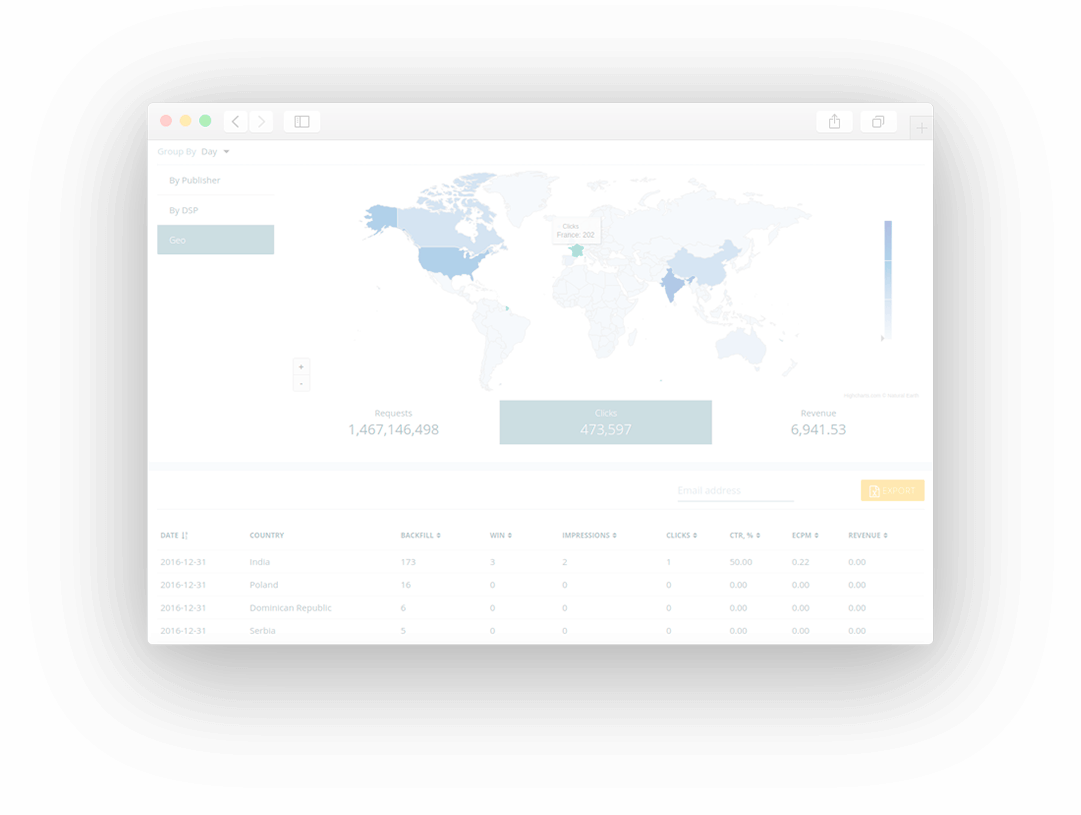 Group By Day
By Publisher
By DSP
Geo
Clicks
France: 202
+
-
Requests
1,467,146,498
Clicks
473,597
Revenue
6,941.53
Email address
EXPORT
DATE COUNTRY BACKFILL WIN IMPRESSIONS CLICKS CTR, % ECPM REVENUE
2016-12-31 India 173 3 2 1 50.00 0.22 0.00
2016-12-31 Poland 16 0 0 0 0.00 0.00 0.00
2016-12-31 Dominican Republic 6 0 0 0 0.00 0.00 0.00
2016-12-31 Serbia 5 0 0 0 0.00 0.00 0.00